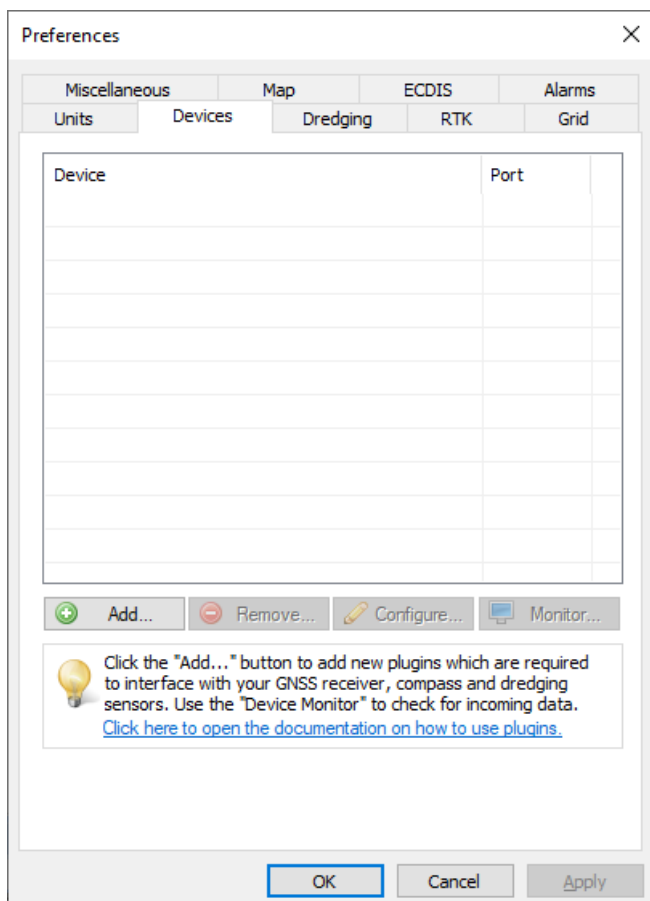 Preferences
Miscellaneous Map ECDIS Alarms
Units Devices Dredging RTK Grid
Device Port
Add... Remove... Configure... Monitor...
Click the "Add..." button to add new plugins which are required
to interface with your GNSS receiver, compass and dredging
sensors. Use the "Device Monitor" to check for incoming data.
Click here to open the documentation on how to use plugins.
OK Cancel Apply